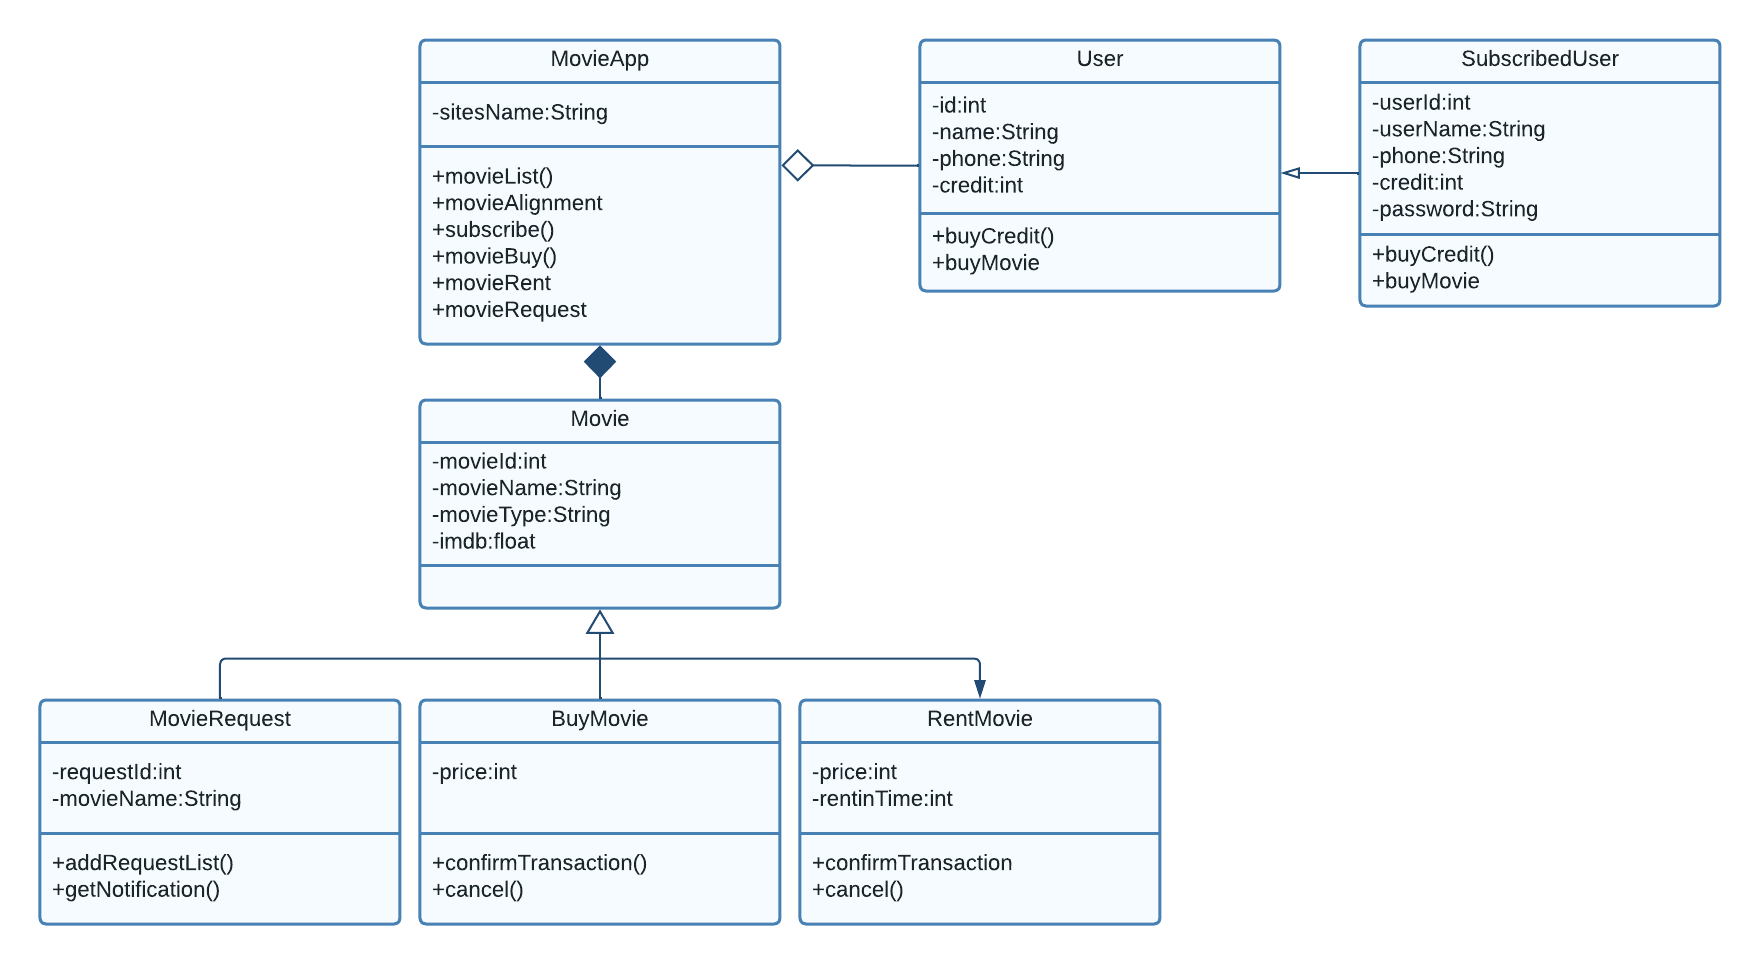 MovieApp
-sitesName:String
+movieList()
+movieAlignment
+subscribe()
+movieBuy()
+movieRent
+movieRequest
User
-id:int
-name:String
-phone:String
-credit:int
+buyCredit()
+buyMovie
SubscribedUser
-userId:int
-userName:String
-phone:String
-credit:int
-password:String
+buyCredit()
+buyMovie
Movie
-movieId:int
-movieName:String
-movieType:String
-imdb:float
MovieRequest
-requestId:int
-movieName:String
+addRequestList()
+getNotification()
BuyMovie
-price:int
+confirmTransaction()
+cancel()
RentMovie
-price:int
-rentinTime:int
+confirmTransaction
+cancel()